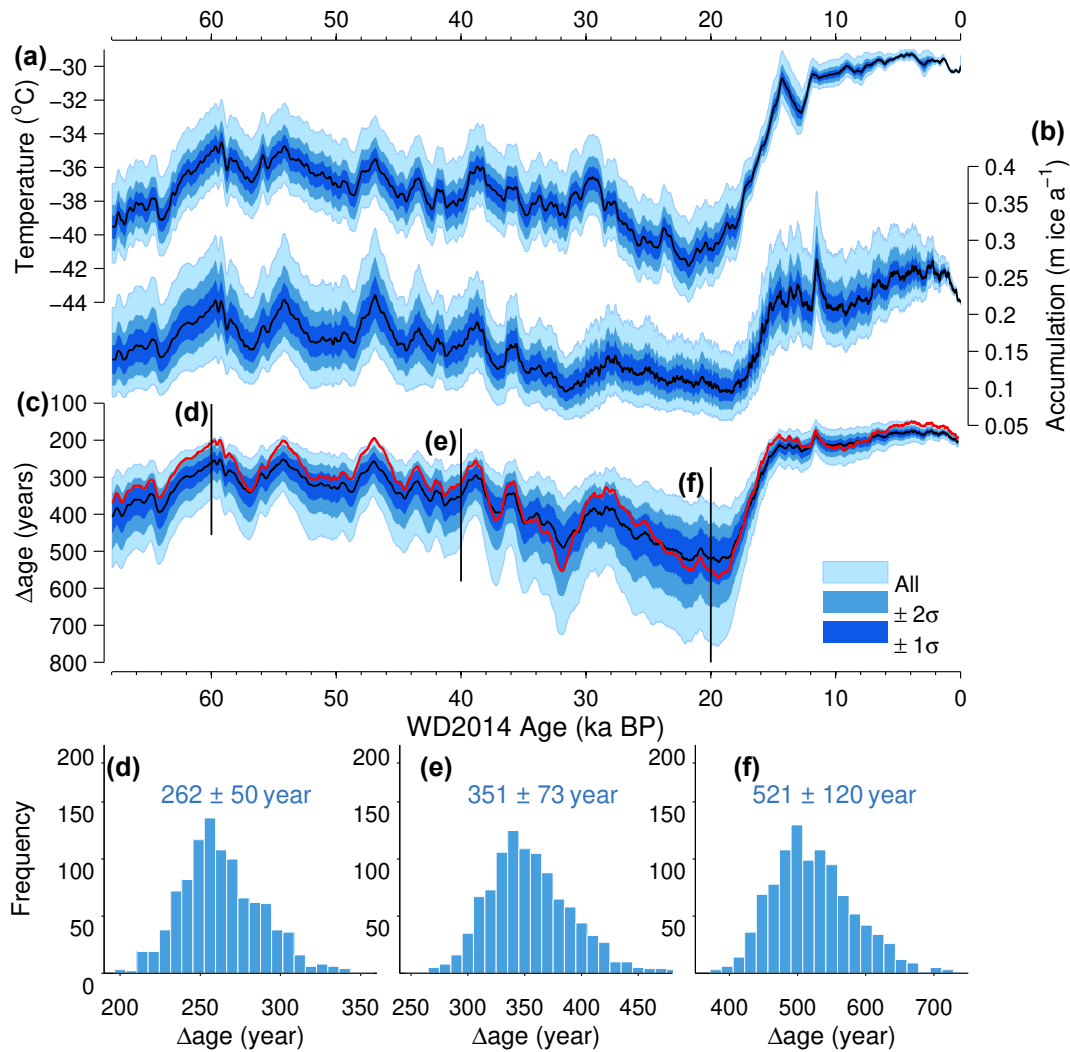 60 50 40 30 20 10 0
(a)
−30
−32
−34
−36
−38
−40
−42
−44
Temperature (°C)
(b)
0.4
0.35
0.3
0.25
0.2
0.15
0.1
0.05
Accumulation (m ice a⁻¹)
(c)
100
200
300
400
500
600
700
800
Δage (years)
(d)
(e)
(f)
All
± 2σ
± 1σ
60 50 40 30 20 10 0
WD2014 Age (ka BP)
(d)
262 ± 50 year
200
150
100
50
0
Frequency
200 250 300 350
Δage (year)
(e)
351 ± 73 year
200
150
100
50
250 300 350 400 450
Δage (year)
(f)
521 ± 120 year
200
150
100
50
400 500 600 700
Δage (year)